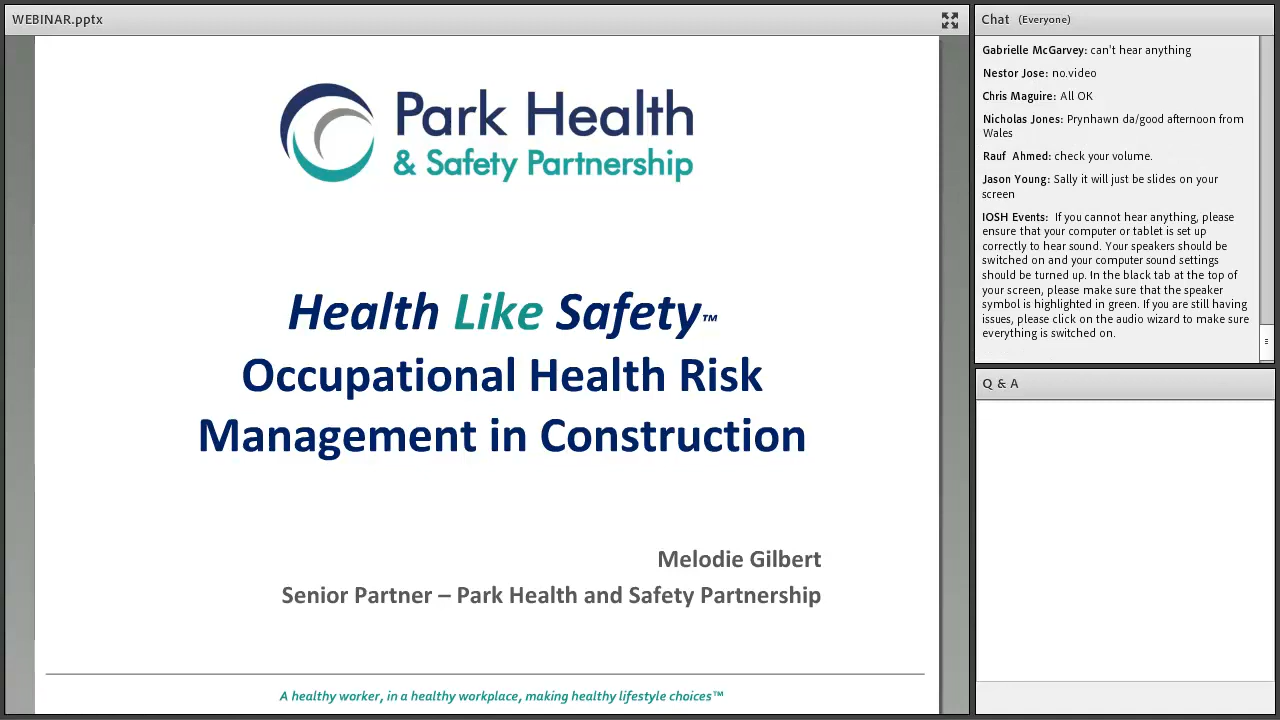 WEBINAR.pptx
Park Health
& Safety Partnership
Health Like Safety™
Occupational Health Risk
Management in Construction
Melodie Gilbert
Senior Partner – Park Health and Safety Partnership
A healthy worker, in a healthy workplace, making healthy lifestyle choices™
Chat (Everyone)
Gabrielle McGarvey: can't hear anything
Nestor Jose: no.video
Chris Maguire: All OK
Nicholas Jones: Prynhawn da/good afternoon from
Wales
Rauf Ahmed: check your volume.
Jason Young: Sally it will just be slides on your
screen
IOSH Events: If you cannot hear anything, please
ensure that your computer or tablet is set up
correctly to hear sound. Your speakers should be
switched on and your computer sound settings
should be turned up. In the black tab at the top of
your screen, please make sure that the speaker
symbol is highlighted in green. If you are still having
issues, please click on the audio wizard to make sure
everything is switched on.
Q & A